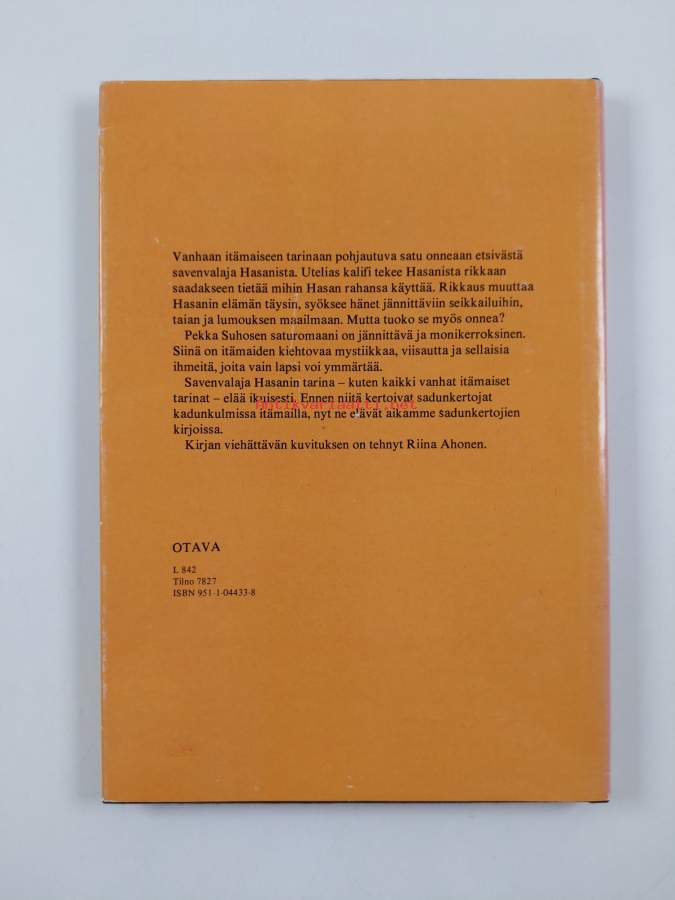 Vanhaan itämaiseen tarinaan pohjautuva satu onneaan etsivästä
savenvalaja Hasanista. Utelias kalifi tekee Hasanista rikkaan
saadakseen tietää mihin Hasan rahansa käyttää. Rikkaus muuttaa
Hasanin elämän täysin, syöksee hänet jännittäviin seikkailuihin,
taian ja lumouksen maailmaan. Mutta tuoko se myös onnea?
Pekka Suhosen saturomaani on jännittävä ja monikerroksinen.
Siinä on itämaiden kiehtovaa mystiikkaa, viisautta ja sellaisia
ihmeitä, joita vain lapsi voi ymmärtää.
Savenvalaja Hasanin tarina – kuten kaikki vanhat itämaiset
tarinat – elää ikuisesti. Ennen niitä kertoivat sadunkertojat
Antikvariaatti.net
kadunkulmissa itämailla, nyt ne elävät aikamme sadunkertojien
kirjoissa.
Kirjan viehättävän kuvituksen on tehnyt Riina Ahonen.
OTAVA
L 842
Tilno 7827
ISBN 951-1-04433-8